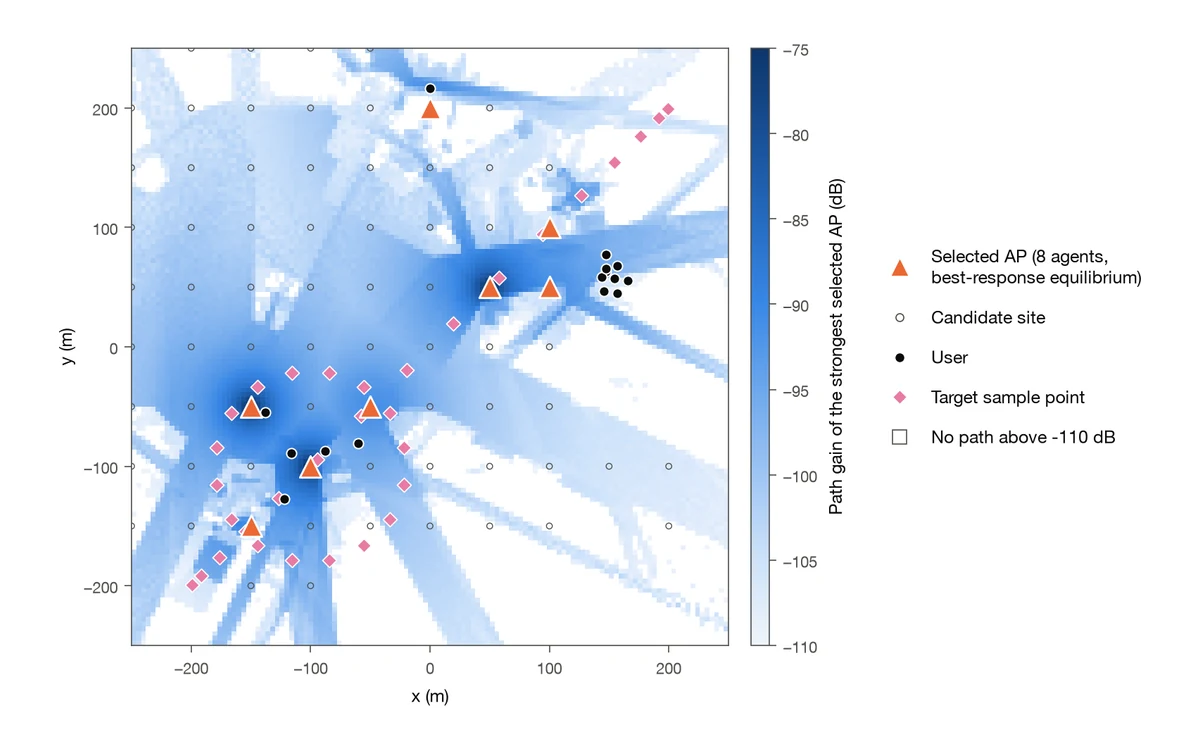 200
100
0
−100
−200
y (m)
−200
−100
0
100
200
x (m)
−75
−80
−85
−90
−95
−100
−105
−110
Path gain of the strongest selected AP (dB)
Selected AP (8 agents,
best-response equilibrium)
Candidate site
User
Target sample point
No path above -110 dB